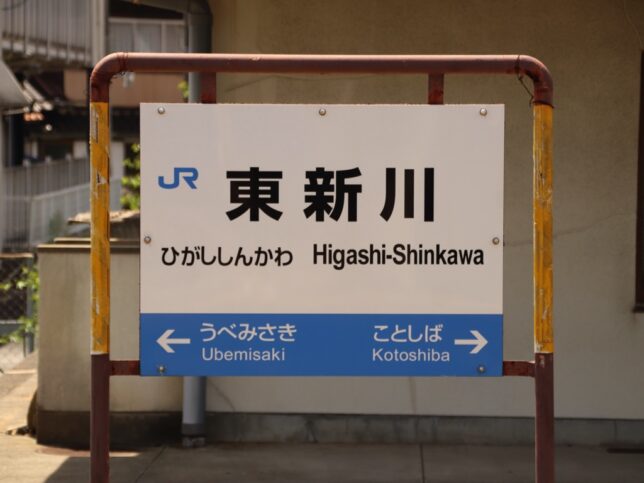 JR 東新川
ひがししんかわ Higashi-Shinkawa
← うべみさき ことしば →
Ubemisaki Kotoshiba